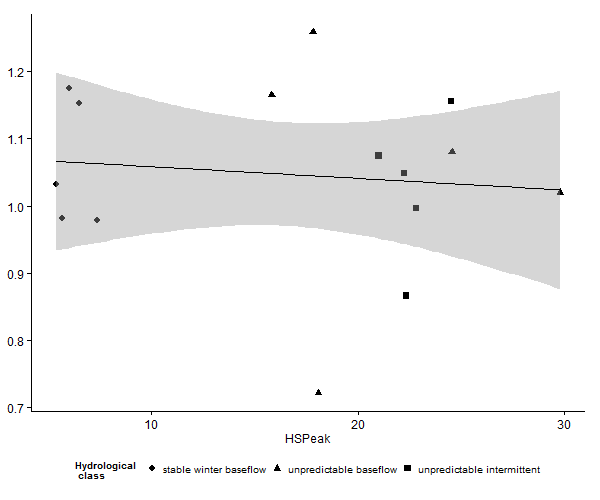 1.2
1.1
1.0
0.9
0.8
0.7
10 20 30
HSPeak
Hydrological
class
stable winter baseflow unpredictable baseflow unpredictable intermittent